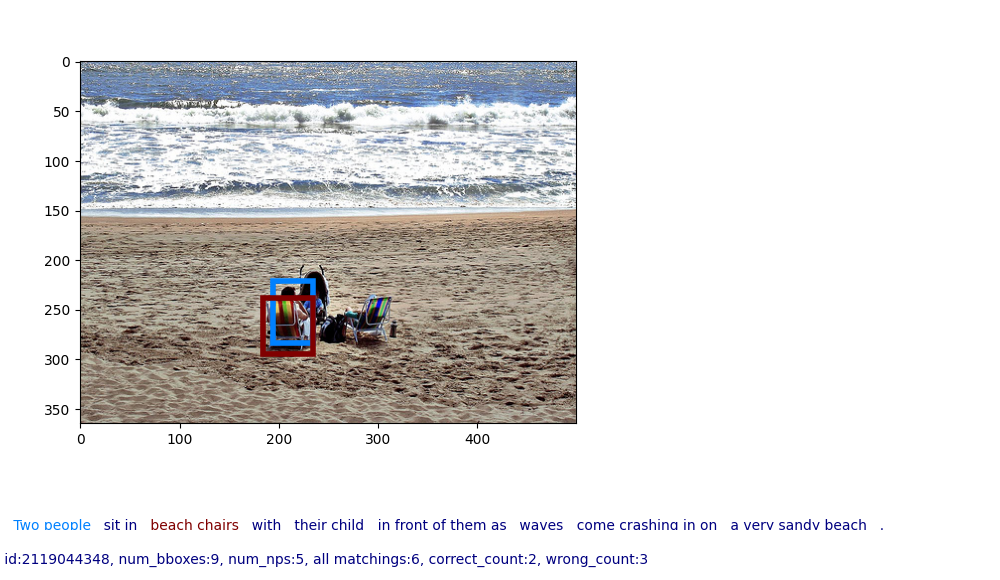 0
50
100
150
200
250
300
350
0 100 200 300 400
Two people sit in beach chairs with their child in front of them as waves come crashing in on a very sandy beach .
id:2119044348, num_bboxes:9, num_nps:5, all matchings:6, correct_count:2, wrong_count:3